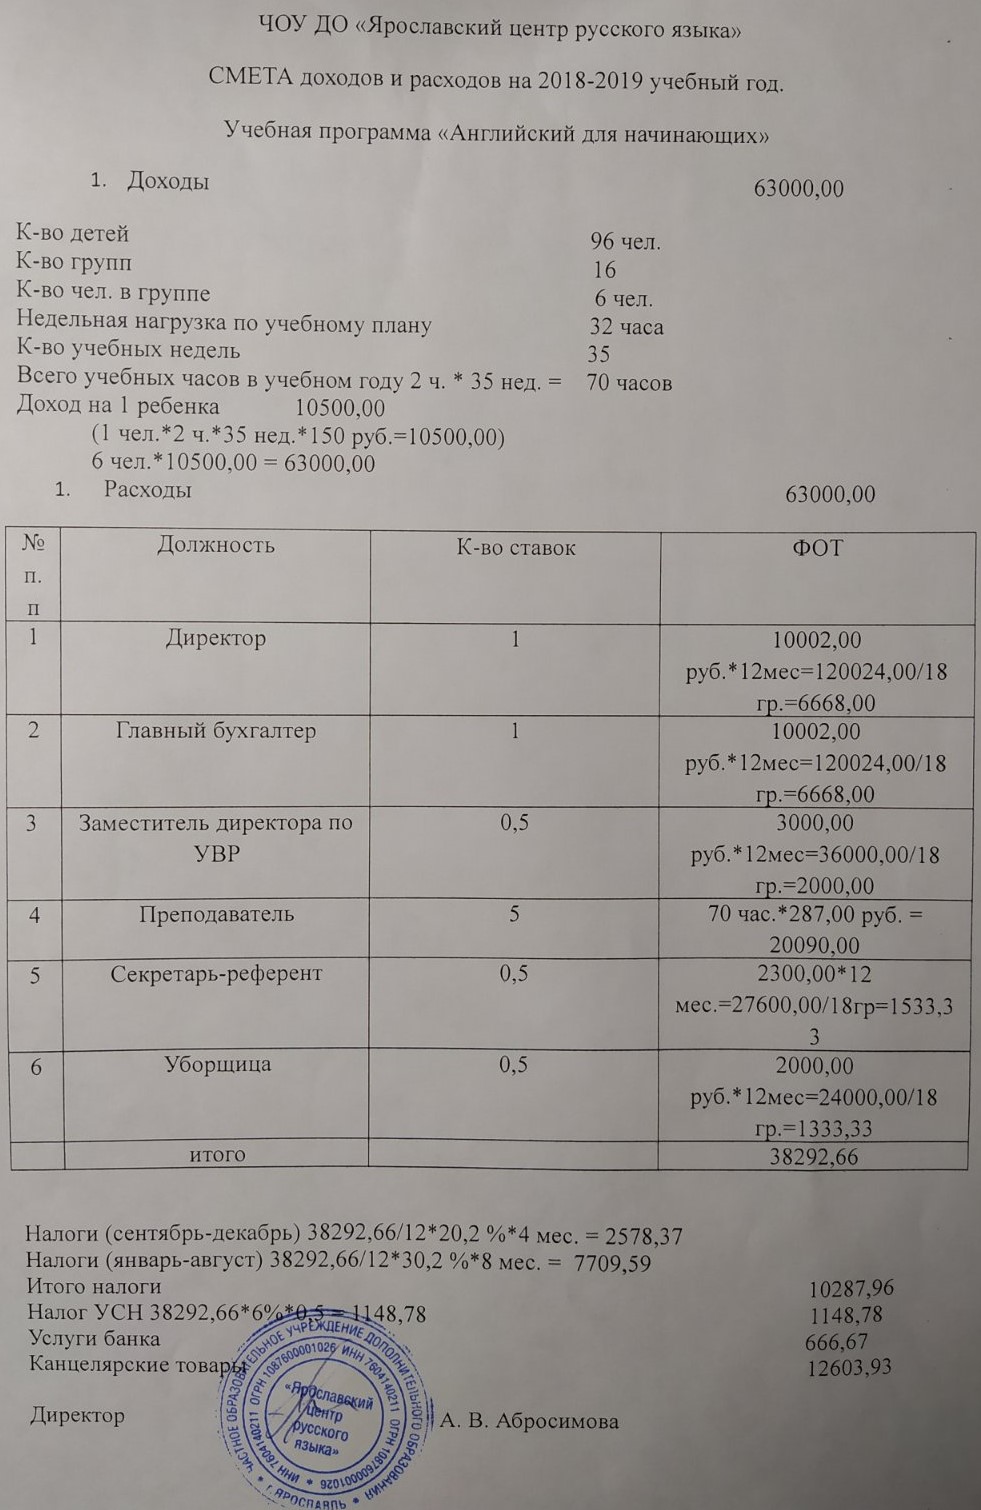 ЧОУ ДО «Ярославский центр русского языка»
СМЕТА доходов и расходов на 2018-2019 учебный год.
Учебная программа «Английский для начинающих»
1. Доходы 63000,00
К-во детей 96 чел.
К-во групп 16
К-во чел. в группе 6 чел.
Недельная нагрузка по учебному плану 32 часа
К-во учебных недель 35
Всего учебных часов в учебном году 2 ч. * 35 нед. = 70 часов
Доход на 1 ребенка 10500,00
(1 чел.*2 ч.*35 нед.*150 руб.=10500,00)
6 чел.*10500,00 = 63000,00
1. Расходы 63000,00
№ Должность К-во ставок ФОТ
п.
п
1 Директор 1 10002,00
руб.*12мес=120024,00/18
гр.=6668,00
2 Главный бухгалтер 1 10002,00
руб.*12мес=120024,00/18
гр.=6668,00
3 Заместитель директора по 0,5 3000,00
УВР руб.*12мес=36000,00/18
гр.=2000,00
4 Преподаватель 5 70 час.*287,00 руб. =
20090,00
5 Секретарь-референт 0,5 2300,00*12
мес.=27600,00/18гр=1533,3
3
6 Уборщица 0,5 2000,00
руб.*12мес=24000,00/18
гр.=1333,33
итого 38292,66
Налоги (сентябрь-декабрь) 38292,66/12*20,2 %*4 мес. = 2578,37
Налоги (январь-август) 38292,66/12*30,2 %*8 мес. = 7709,59
Итого налоги 10287,96
Налог УСН 38292,66*6%*0,5 = 1148,78 1148,78
Услуги банка 666,67
Канцелярские товары 12603,93
Директор А. В. Абросимова
ЧАСТНОЕ ОБРАЗОВАТЕЛЬНОЕ УЧРЕЖДЕНИЕ ДОПОЛНИТЕЛЬНОГО ОБРАЗОВАНИЯ * г. ЯРОСЛАВЛЬ *
ИНН 7604140211 ОГРН 1087600001026 ИНН 7604140211 ОГРН 1087600001026 *
«Ярославский
центр
русского
языка»